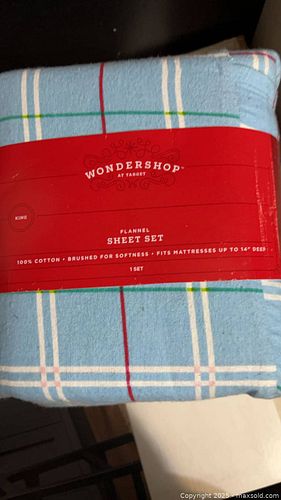 WONDERSHOP™
AT TARGET
KING
FLANNEL
SHEET SET
100% COTTON • BRUSHED FOR SOFTNESS • FITS MATTRESSES UP TO 14" DEEP
1 SET
Copyright 2025 - maxsold.com